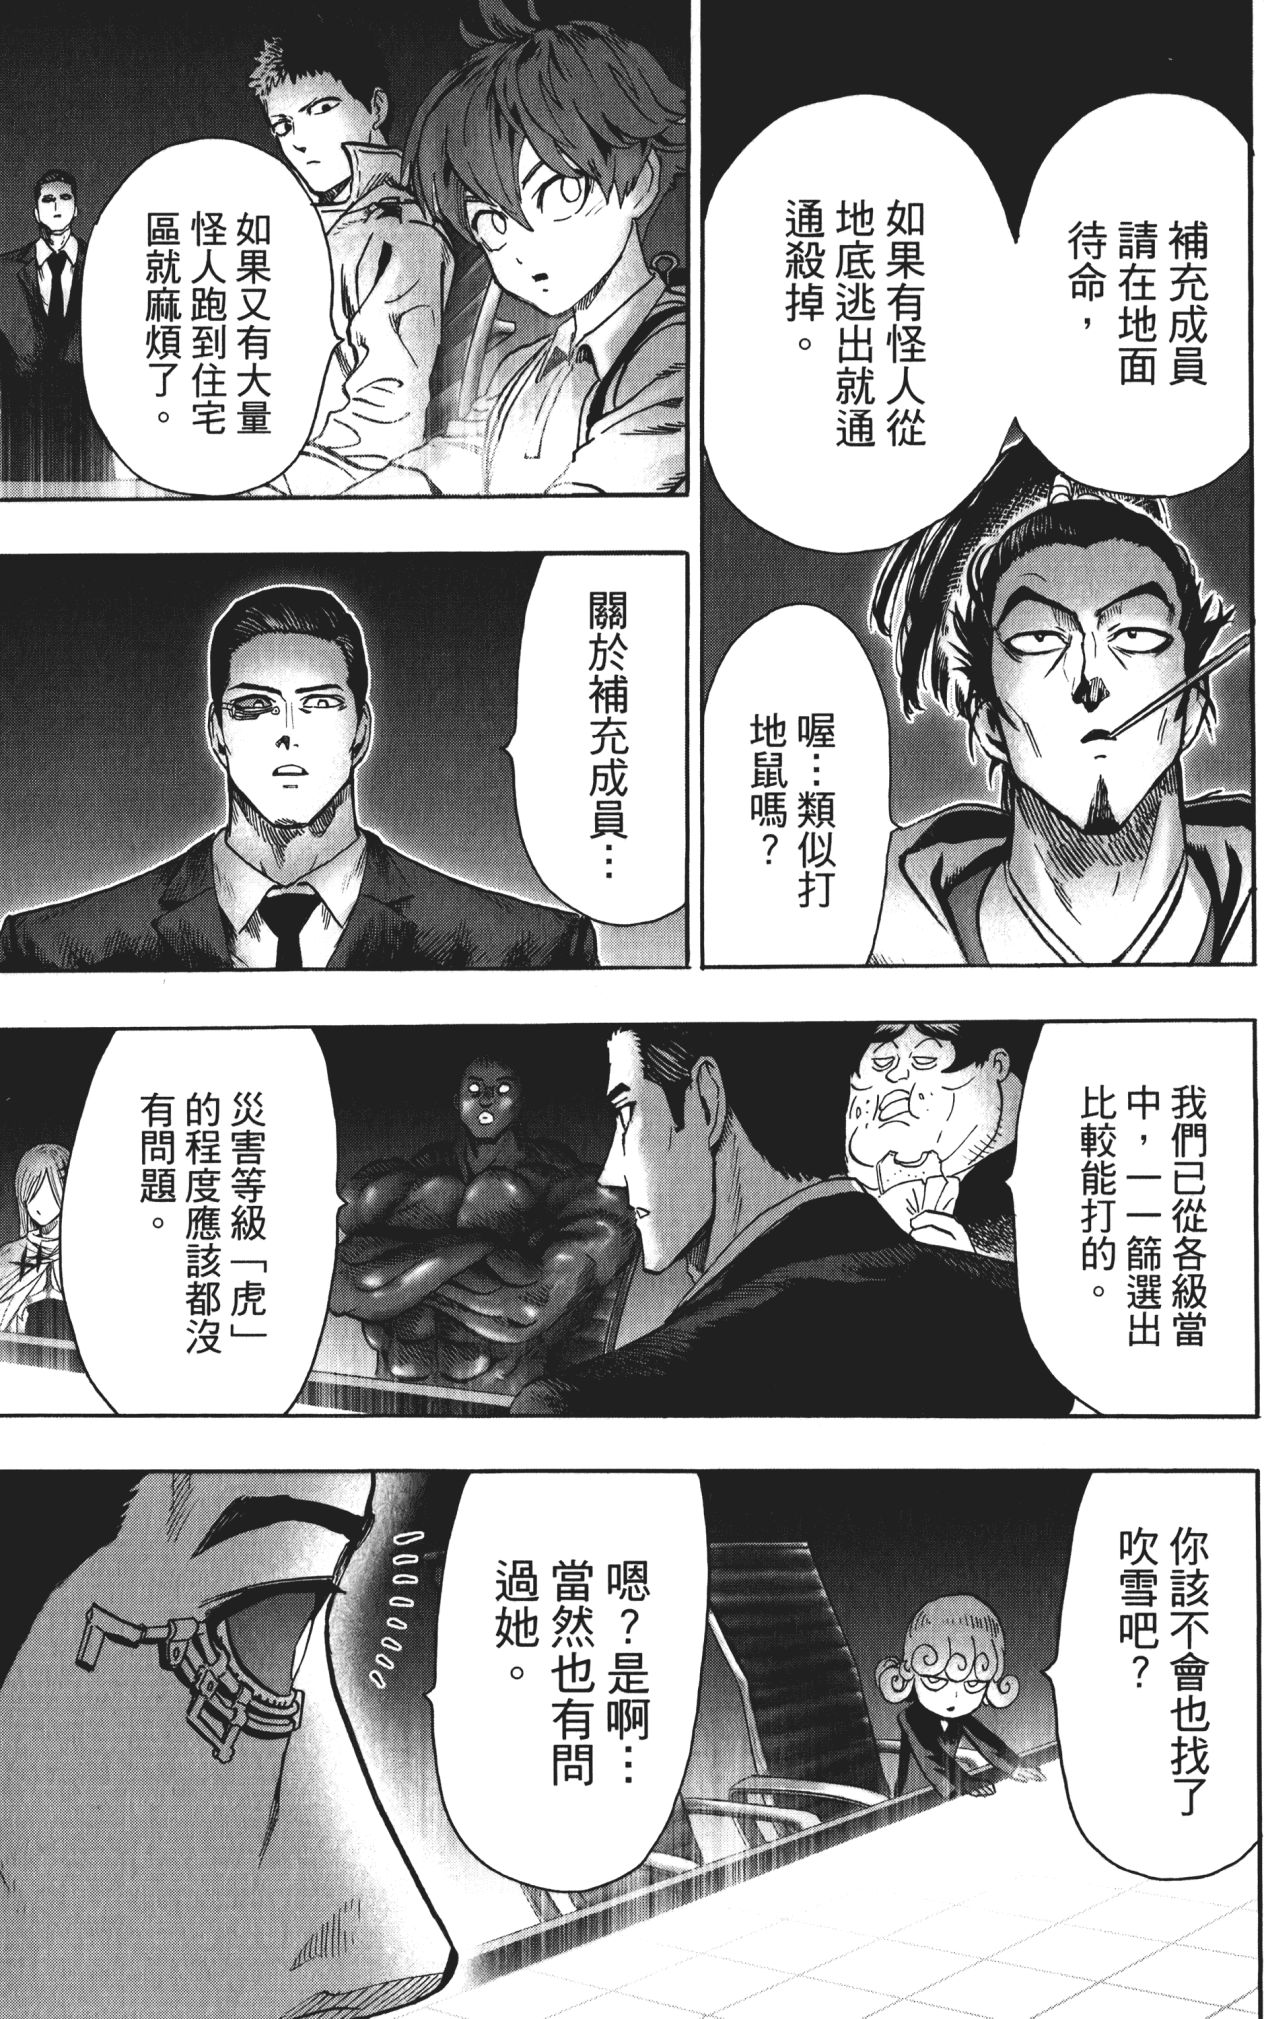 補充成員
請在地面
待命，
如果有怪人從
地底逃出就通
通殺掉。
喔…類似打
地鼠嗎？
如果又有大量
怪人跑到住宅
區就麻煩了。
關於補充成員…
我們已從各級當
中，一一篩選出
比較能打的。
災害等級「虎」
的程度應該都沒
有問題。
你該不會也找了
吹雪吧？
嗯？是啊…
當然也有問
過她。